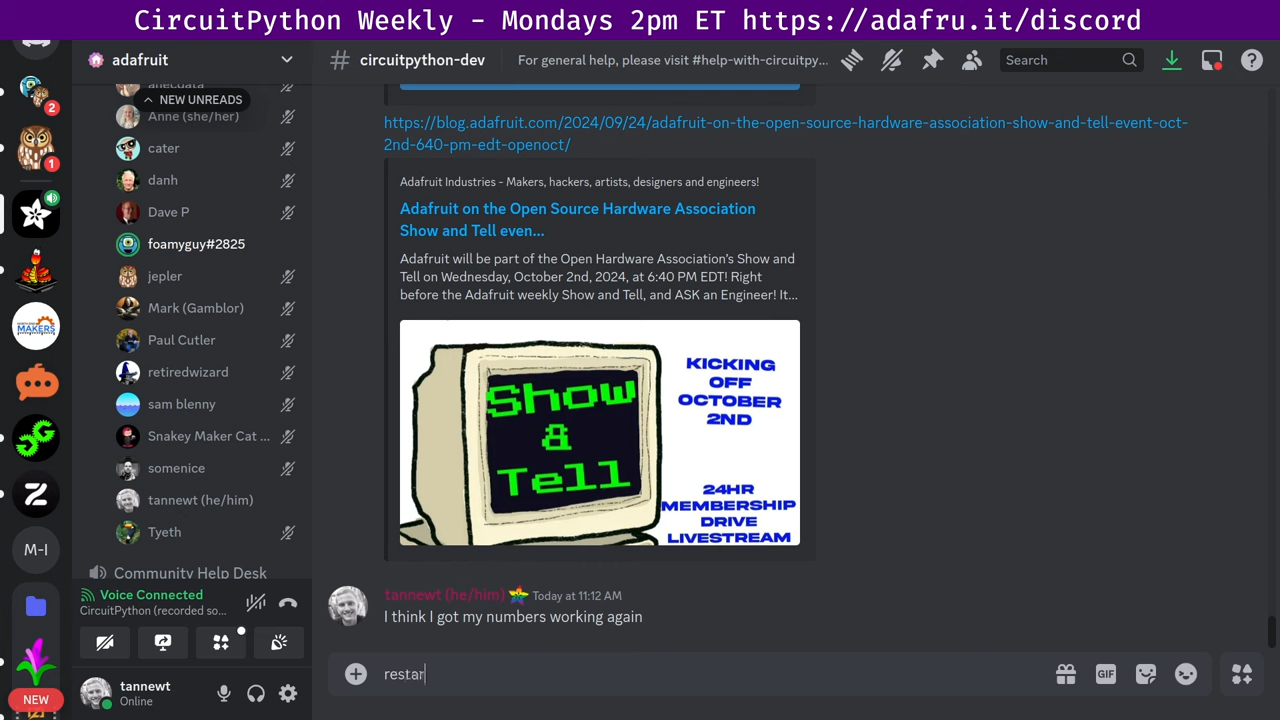 CircuitPython Weekly - Mondays 2pm ET https://adafru.it/discord
adafruit
circuitpython-dev
For general help, please visit #help-with-circuitpy...
Search
NEW UNREADS
Anne (she/her)
cater
danh
Dave P
foamyguy#2825
jepler
Mark (Gamblor)
Paul Cutler
retiredwizard
sam blenny
Snakey Maker Cat ...
somenice
tannewt (he/him)
Tyeth
Community Help Desk
Voice Connected
CircuitPython (recorded so...
tannewt
Online
2
1
M-I
NEW
https://blog.adafruit.com/2024/09/24/adafruit-on-the-open-source-hardware-association-show-and-tell-event-oct-
2nd-640-pm-edt-openoct/
Adafruit Industries - Makers, hackers, artists, designers and engineers!
Adafruit on the Open Source Hardware Association
Show and Tell even...
Adafruit will be part of the Open Hardware Association's Show and
Tell on Wednesday, October 2nd, 2024, at 6:40 PM EDT! Right
before the Adafruit weekly Show and Tell, and ASK an Engineer! It...
Show
&
Tell
KICKING
OFF
OCTOBER
2ND
24HR
MEMBERSHIP
DRIVE
LIVESTREAM
tannewt (he/him) Today at 11:12 AM
I think I got my numbers working again
restar
GIF